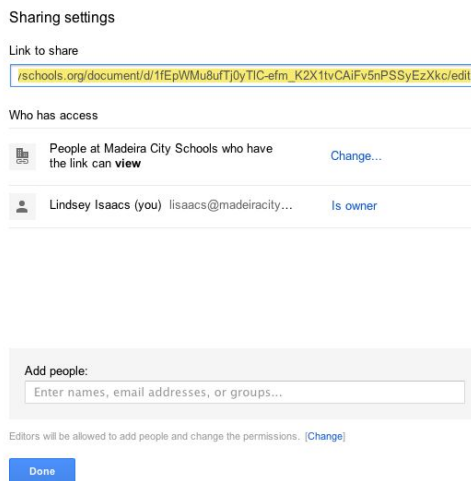 Sharing settings
Link to share
yschools.org/document/d/1fEpWMu8ufTj0yTlC-efm_K2X1tvCAiFv5nPSSyEzXkc/edit
Who has access
People at Madeira City Schools who have Change...
the link can view
Lindsey Isaacs (you) lisaacs@madeiracity... Is owner
Add people:
Enter names, email addresses, or groups...
Editors will be allowed to add people and change the permissions. [Change]
Done